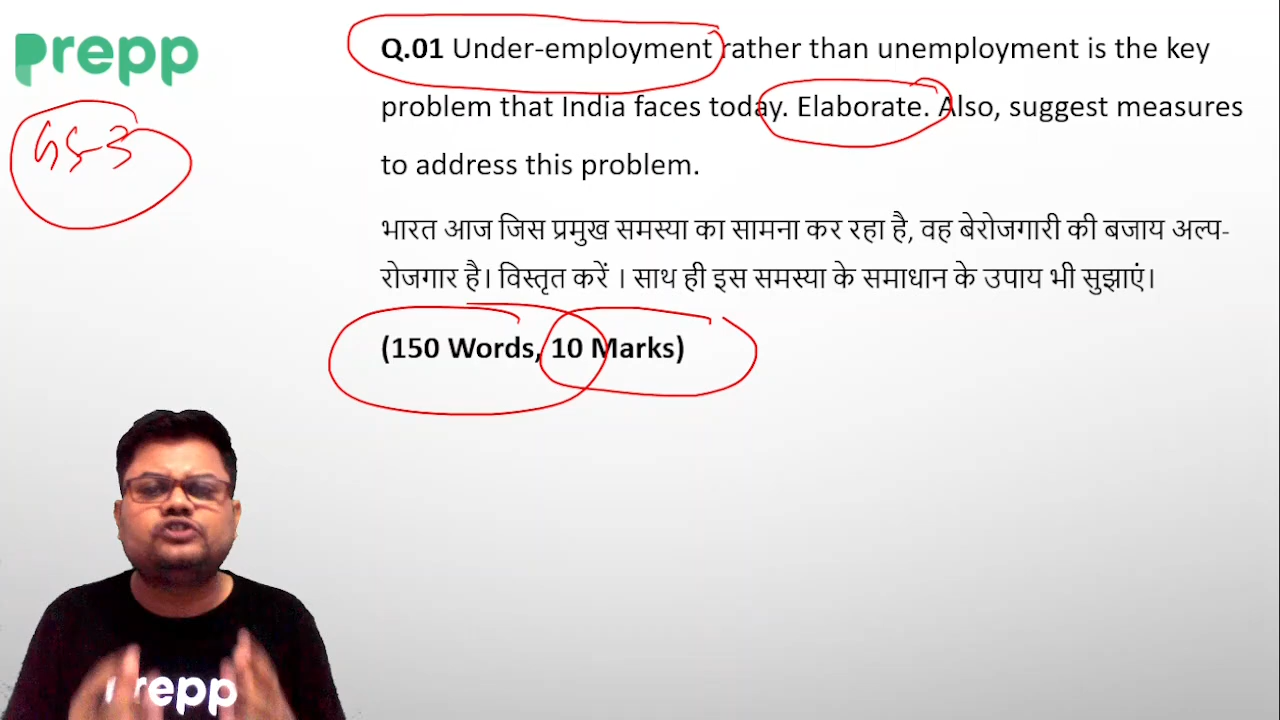 prepp
GS-3
Q.01 Under-employment rather than unemployment is the key
problem that India faces today. Elaborate. Also, suggest measures
to address this problem.
भारत आज जिस प्रमुख समस्या का सामना कर रहा है, वह बेरोजगारी की बजाय अल्प-
रोजगार है। विस्तृत करें । साथ ही इस समस्या के समाधान के उपाय भी सुझाएं।
(150 Words, 10 Marks)
prepp